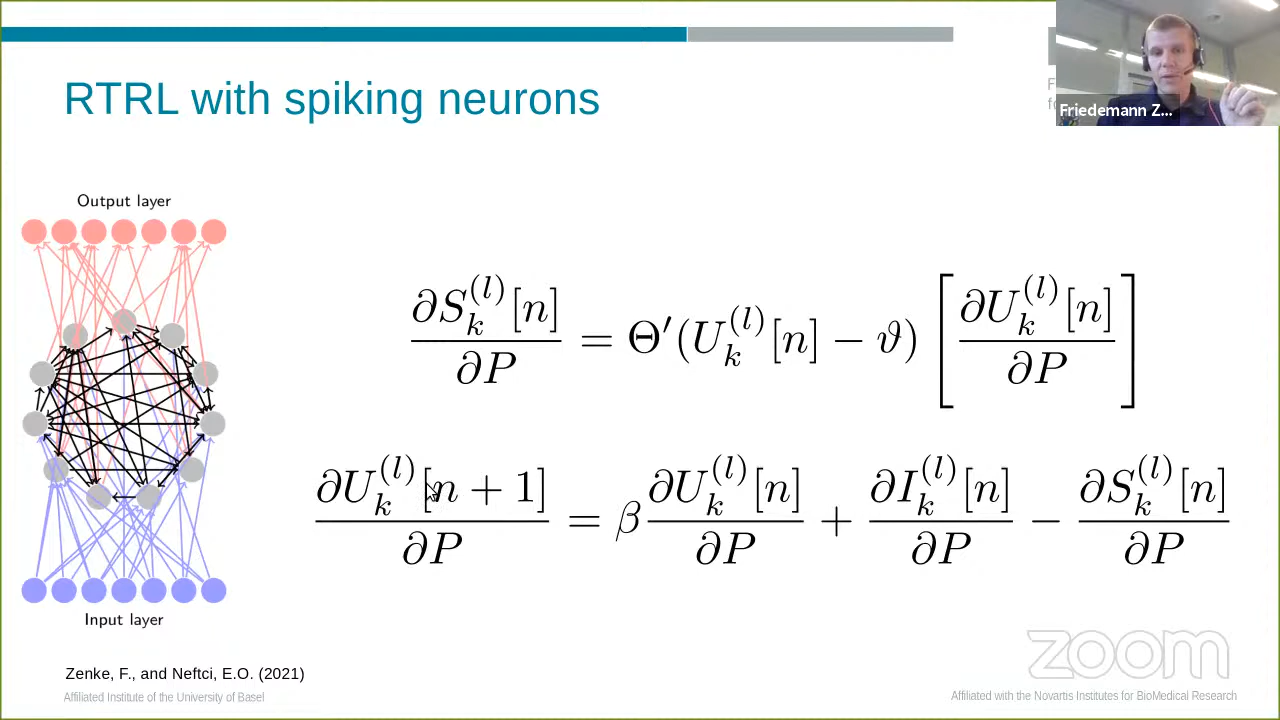 RTRL with spiking neurons
Friedemann Z...
Output layer
∂S_k^{(l)}[n] / ∂P = Θ′(U_k^{(l)}[n] − ϑ) [∂U_k^{(l)}[n] / ∂P]
∂U_k^{(l)}[n + 1] / ∂P = β ∂U_k^{(l)}[n] / ∂P + ∂I_k^{(l)}[n] / ∂P − ∂S_k^{(l)}[n] / ∂P
Input layer
zoom
Zenke, F., and Neftci, E.O. (2021)
Affiliated Institute of the University of Basel
Affiliated with the Novartis Institutes for BioMedical Research